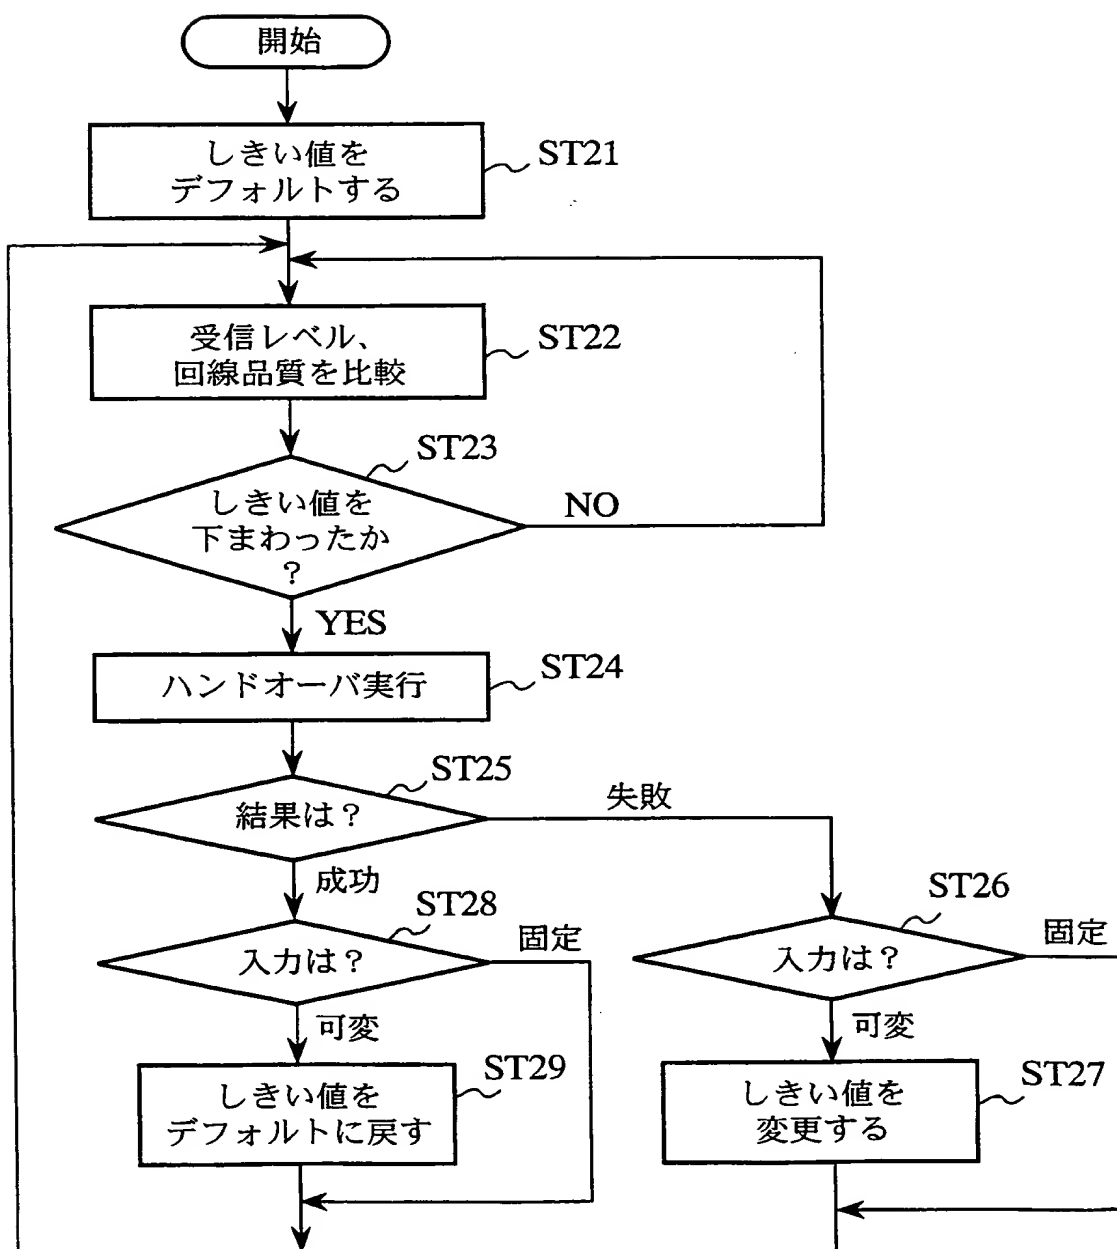 開始
しきい値を
デフォルトする
ST21
受信レベル、
回線品質を比較
ST22
ST23
しきい値を
下まわったか
?
NO
YES
ハンドオーバ実行
ST24
ST25
結果は?
失敗
成功
ST28
入力は?
固定
ST26
入力は?
固定
可変
可変
しきい値を
デフォルトに戻す
ST29
しきい値を
変更する
ST27